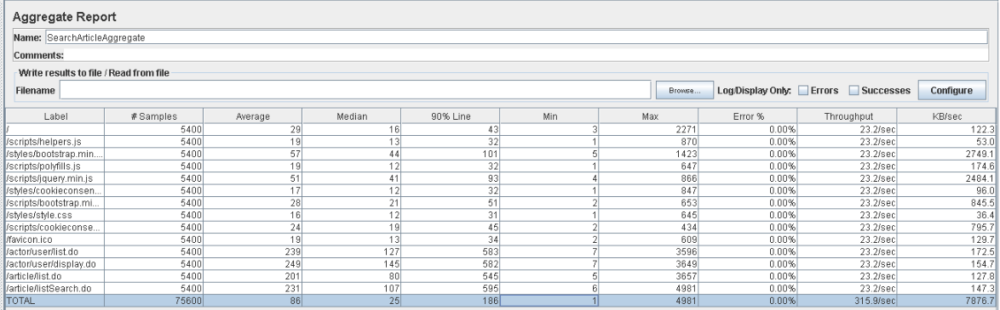 Aggregate Report
Name: SearchArticleAggregate
Comments:
Write results to file / Read from file
Filename Browse... Log/Display Only: Errors Successes Configure
Label # Samples Average Median 90% Line Min Max Error % Throughput KB/sec
/ 5400 29 16 43 3 2271 0.00% 23.2/sec 122.3
/scripts/helpers.js 5400 19 13 32 1 870 0.00% 23.2/sec 53.0
/styles/bootstrap.min.... 5400 57 44 101 5 1423 0.00% 23.2/sec 2749.1
/scripts/polyfills.js 5400 19 12 32 1 647 0.00% 23.2/sec 174.6
/scripts/jquery.min.js 5400 51 41 93 4 866 0.00% 23.2/sec 2484.1
/styles/cookieconsen... 5400 17 12 32 1 847 0.00% 23.2/sec 96.0
/scripts/bootstrap.mi... 5400 28 21 51 2 653 0.00% 23.2/sec 845.5
/styles/style.css 5400 16 12 31 1 645 0.00% 23.2/sec 36.4
/scripts/cookieconse... 5400 24 19 45 2 434 0.00% 23.2/sec 795.7
/favicon.ico 5400 19 13 34 2 609 0.00% 23.2/sec 129.7
/actor/user/list.do 5400 239 127 583 7 3596 0.00% 23.2/sec 172.5
/actor/user/display.do 5400 249 145 582 7 3649 0.00% 23.2/sec 154.7
/article/list.do 5400 201 80 545 5 3657 0.00% 23.2/sec 127.8
/article/listSearch.do 5400 231 107 595 6 4981 0.00% 23.2/sec 147.3
TOTAL 75600 86 25 186 1 4981 0.00% 315.9/sec 7876.7